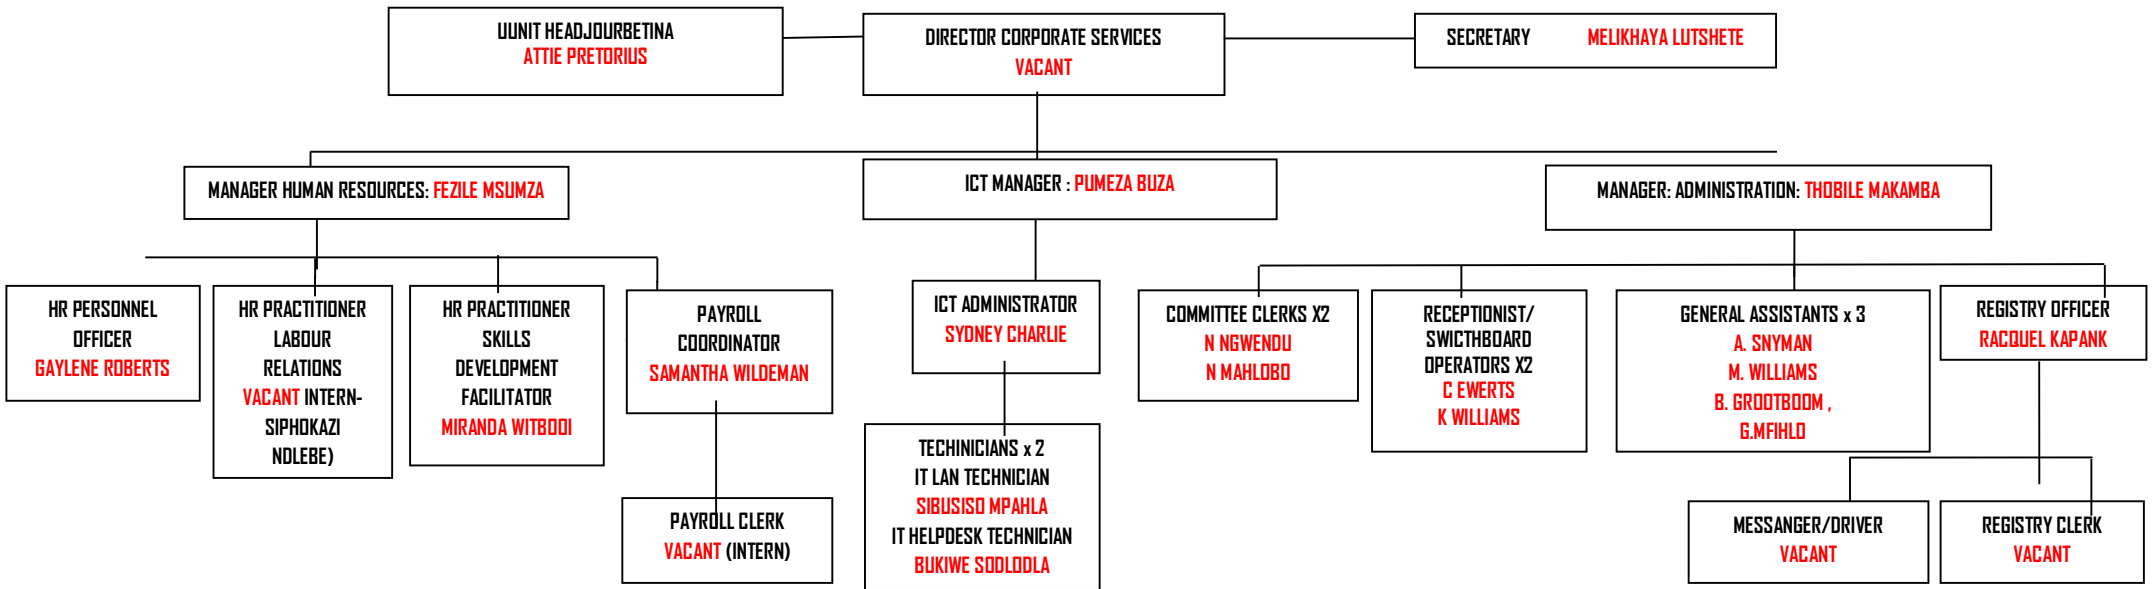 UUNIT HEADJOURBETINA
ATTIE PRETORIUS
DIRECTOR CORPORATE SERVICES
VACANT
SECRETARY MELIKHAYA LUTSHETE
MANAGER HUMAN RESOURCES: FEZILE MSUMZA
ICT MANAGER : PUMEZA BUZA
MANAGER: ADMINISTRATION: THOBILE MAKAMBA
HR PERSONNEL
OFFICER
GAYLENE ROBERTS
HR PRACTITIONER
LABOUR
RELATIONS
VACANT INTERN-
SIPHOKAZI
NDLEBE)
HR PRACTITIONER
SKILLS
DEVELOPMENT
FACILITATOR
MIRANDA WITBOOI
PAYROLL
COORDINATOR
SAMANTHA WILDEMAN
ICT ADMINISTRATOR
SYDNEY CHARLIE
COMMITTEE CLERKS X2
N NGWENDU
N MAHLOBO
RECEPTIONIST/
SWICTHBOARD
OPERATORS X2
C EWERTS
K WILLIAMS
GENERAL ASSISTANTS x 3
A. SNYMAN
M. WILLIAMS
B. GROOTBOOM ,
G.MFIHLO
REGISTRY OFFICER
RACQUEL KAPANK
PAYROLL CLERK
VACANT (INTERN)
TECHINICIANS x 2
IT LAN TECHNICIAN
SIBUSISO MPAHLA
IT HELPDESK TECHNICIAN
BUKIWE SODLODLA
MESSANGER/DRIVER
VACANT
REGISTRY CLERK
VACANT